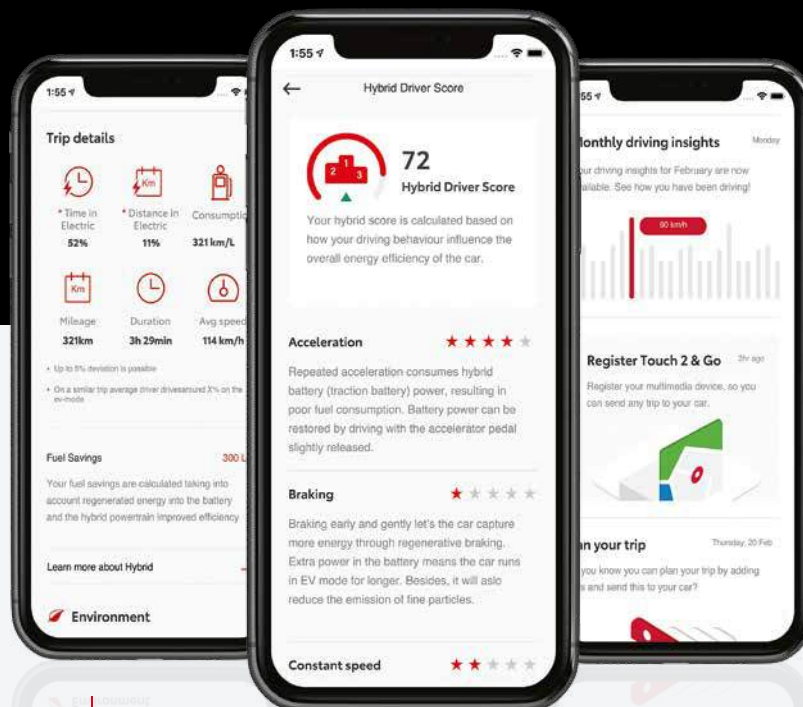 1:55
Trip details
* Time in Electric
52%
* Distance in Electric
11%
321 km/L
Mileage
321km
Duration
3h 29min
Avg speed
114 km/h
• Up to 5% deviation is possible
• On a similar trip average driver drivesaround X% on the
ev-mode
Fuel Savings
300
Your fuel savings are calculated taking into
account regenerated energy into the battery
and the hybrid powertrain improved efficiency
Learn more about Hybrid
Environment
1:55
Hybrid Driver Score
2 1 3
72
Hybrid Driver Score
Your hybrid score is calculated based on
how your driving behaviour influence the
overall energy efficiency of the car.
Acceleration
Repeated acceleration consumes hybrid
battery (traction battery) power, resulting in
poor fuel consumption. Battery power can be
restored by driving with the accelerator pedal
slightly released.
Braking
Braking early and gently let's the car capture
more energy through regenerative braking.
Extra power in the battery means the car runs
in EV mode for longer. Besides, it will aslo
reduce the emission of fine particles.
Constant speed
driving insights
Monday
driving insights for February are now
See how you have been driving!
90 km/h
Register Touch 2 & Go
2hr ago
Register your multimedia device, so you
can send any trip to your car.
your trip
Thursday, 20 Feb
you know you can plan your trip by adding
and send this to your car?